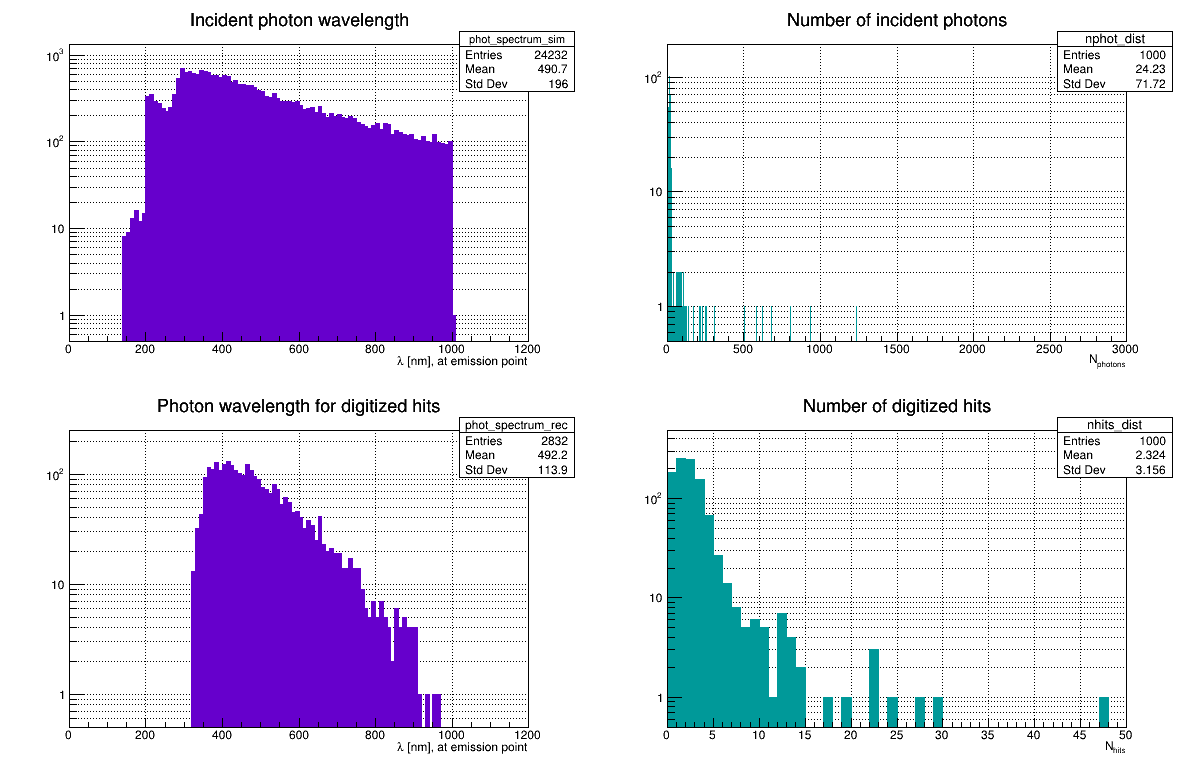 Incident photon wavelength
phot_spectrum_sim
Entries 24232
Mean 490.7
Std Dev 196
10³
10²
10
1
0 200 400 600 800 1000 1200
λ [nm], at emission point
Number of incident photons
nphot_dist
Entries 1000
Mean 24.23
Std Dev 71.72
10²
10
1
0 500 1000 1500 2000 2500 3000
Nphotons
Photon wavelength for digitized hits
phot_spectrum_rec
Entries 2832
Mean 492.2
Std Dev 113.9
10²
10
1
0 200 400 600 800 1000 1200
λ [nm], at emission point
Number of digitized hits
nhits_dist
Entries 1000
Mean 2.324
Std Dev 3.156
10²
10
1
0 5 10 15 20 25 30 35 40 45 50
Nhits